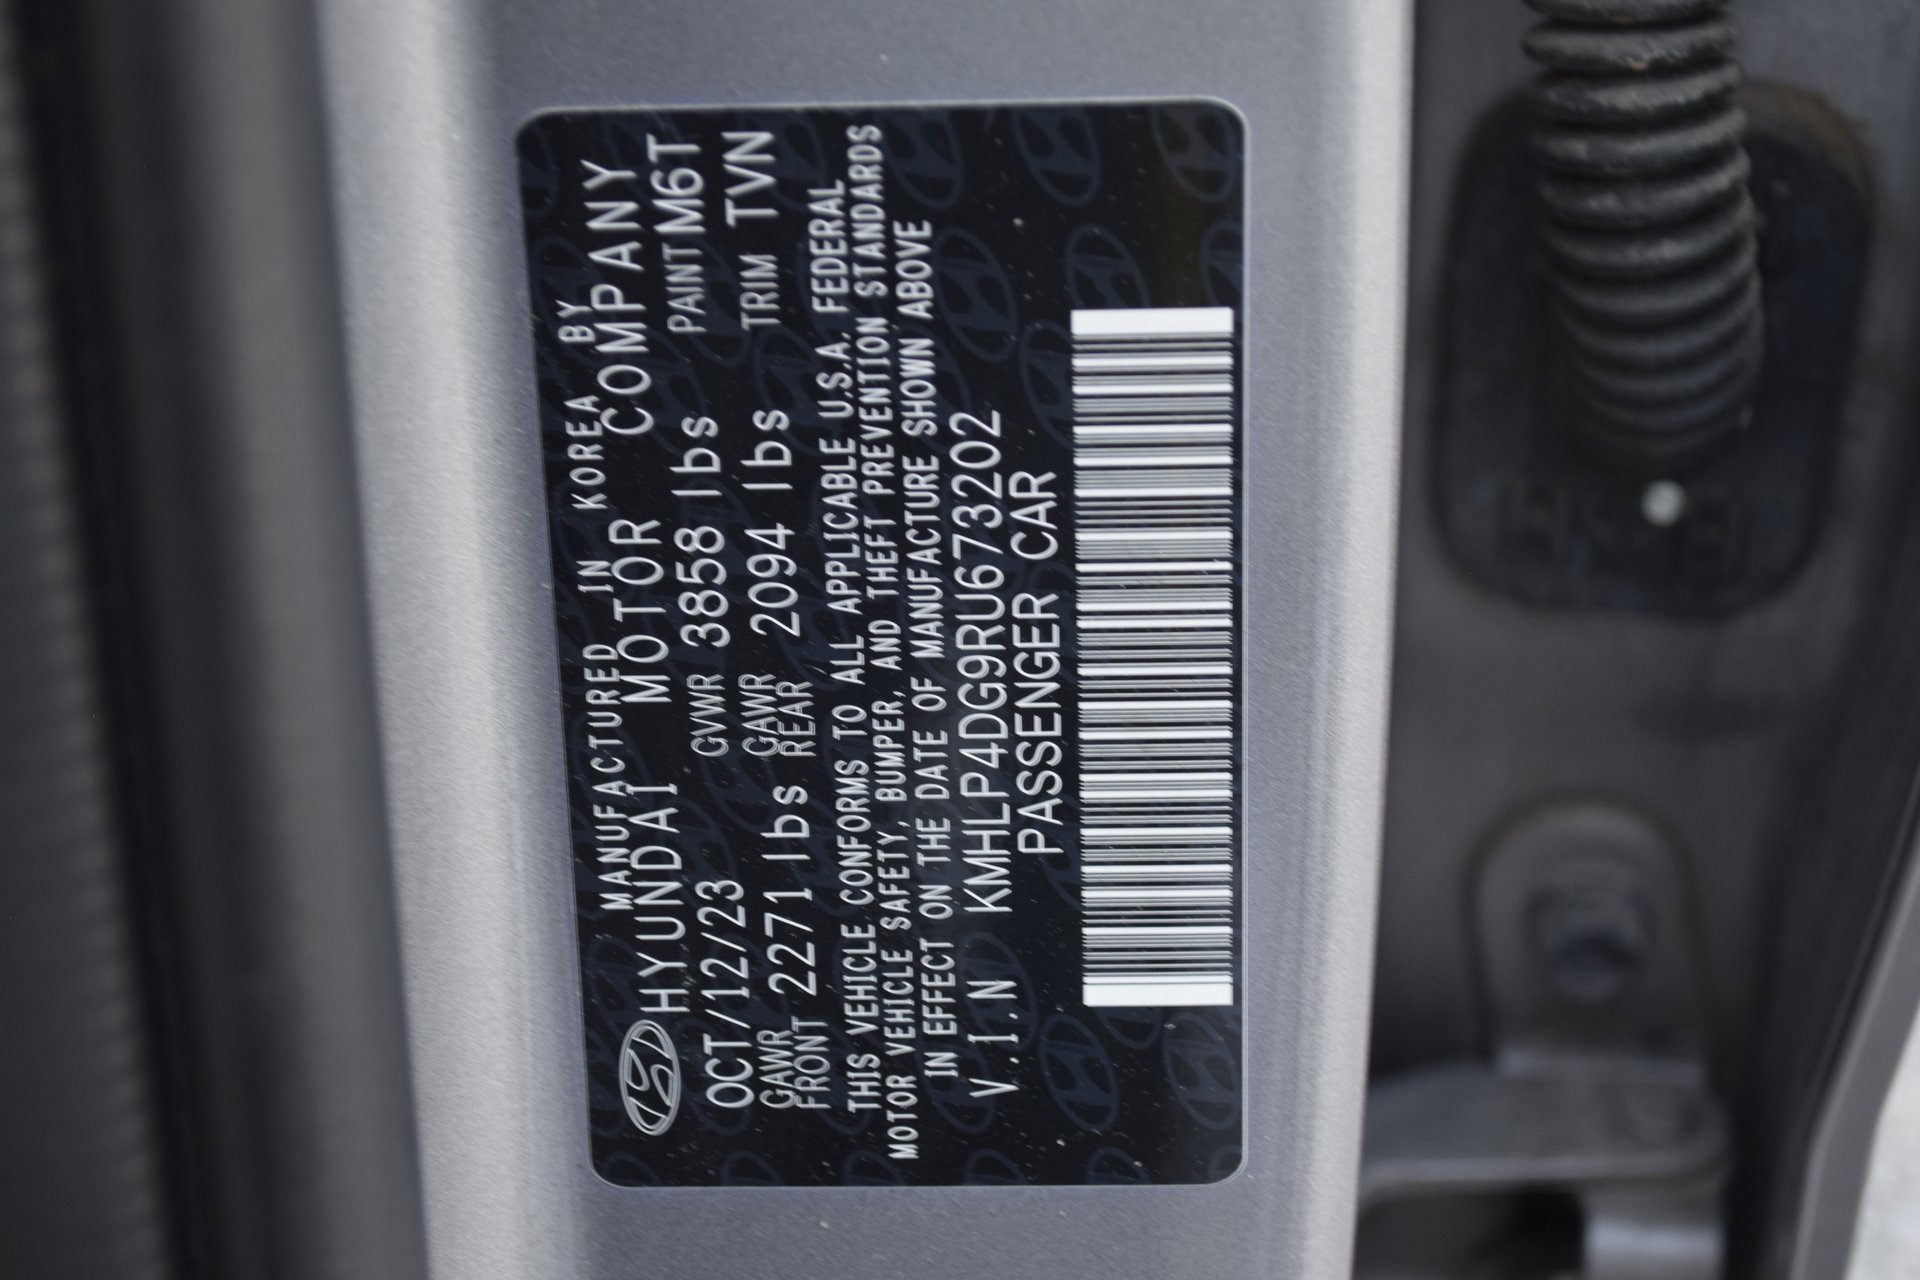 MANUFACTURED IN KOREA BY
HYUNDAI MOTOR COMPANY
OCT/12/23 GVWR 3858 lbs PAINT M6T
GAWR FRONT 2271 lbs GAWR REAR 2094 lbs TRIM TVN
THIS VEHICLE CONFORMS TO ALL APPLICABLE U.S.A. FEDERAL
MOTOR VEHICLE SAFETY, BUMPER, AND THEFT PREVENTION STANDARDS
IN EFFECT ON THE DATE OF MANUFACTURE SHOWN ABOVE
V.I.N KMHLP4DG9RU673202
PASSENGER CAR